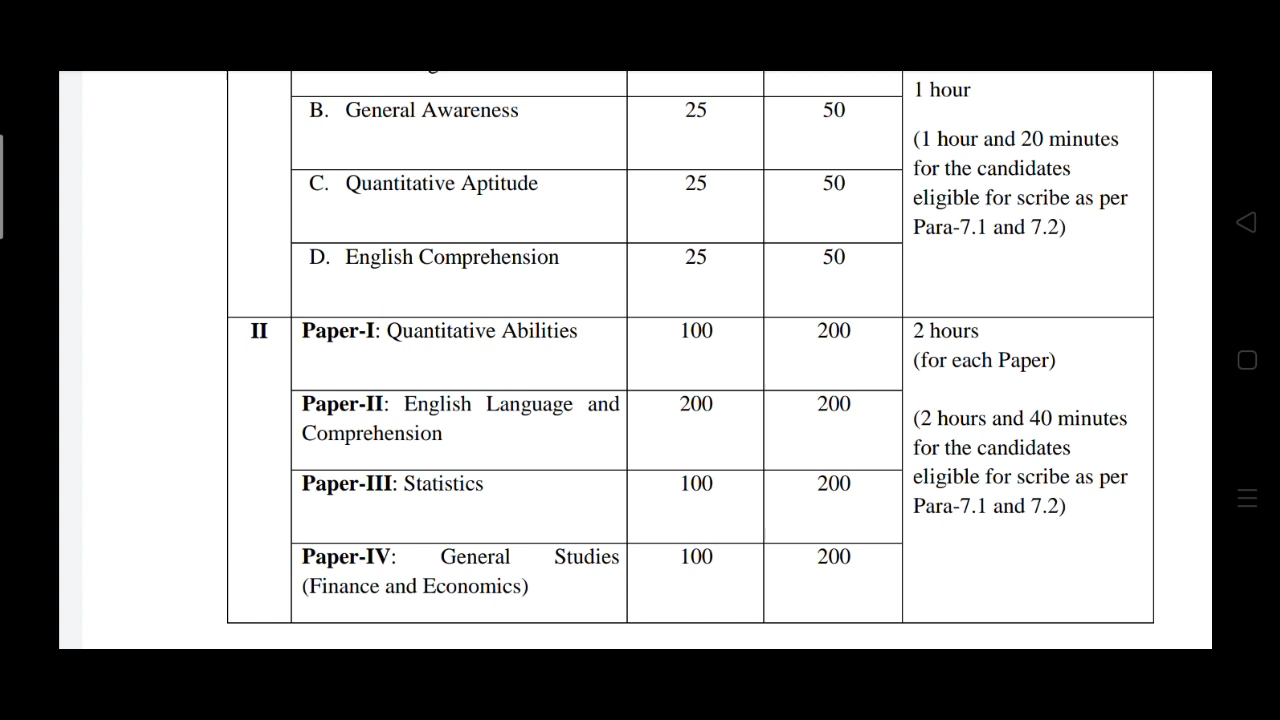 1 hour
B. General Awareness 25 50
(1 hour and 20 minutes
for the candidates
C. Quantitative Aptitude 25 50
eligible for scribe as per
Para-7.1 and 7.2)
D. English Comprehension 25 50
II Paper-I: Quantitative Abilities 100 200 2 hours
(for each Paper)
Paper-II: English Language and 200 200
(2 hours and 40 minutes
Comprehension
for the candidates
eligible for scribe as per
Paper-III: Statistics 100 200
Para-7.1 and 7.2)
Paper-IV: General Studies 100 200
(Finance and Economics)